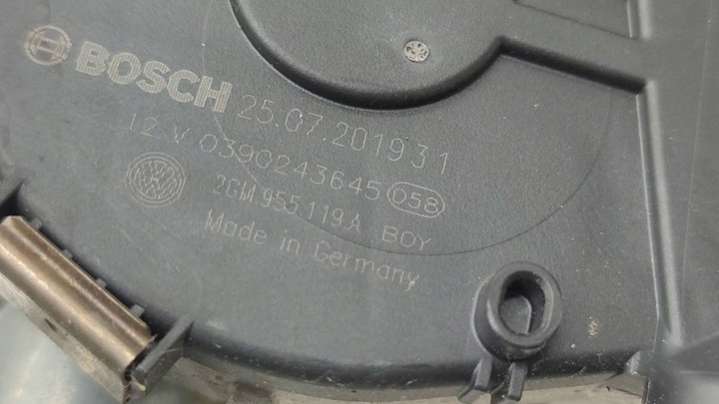 BOSCH 25.07.2019 31
12 V 0390243645 058
2GM.955.119.A BOY
Made in Germany